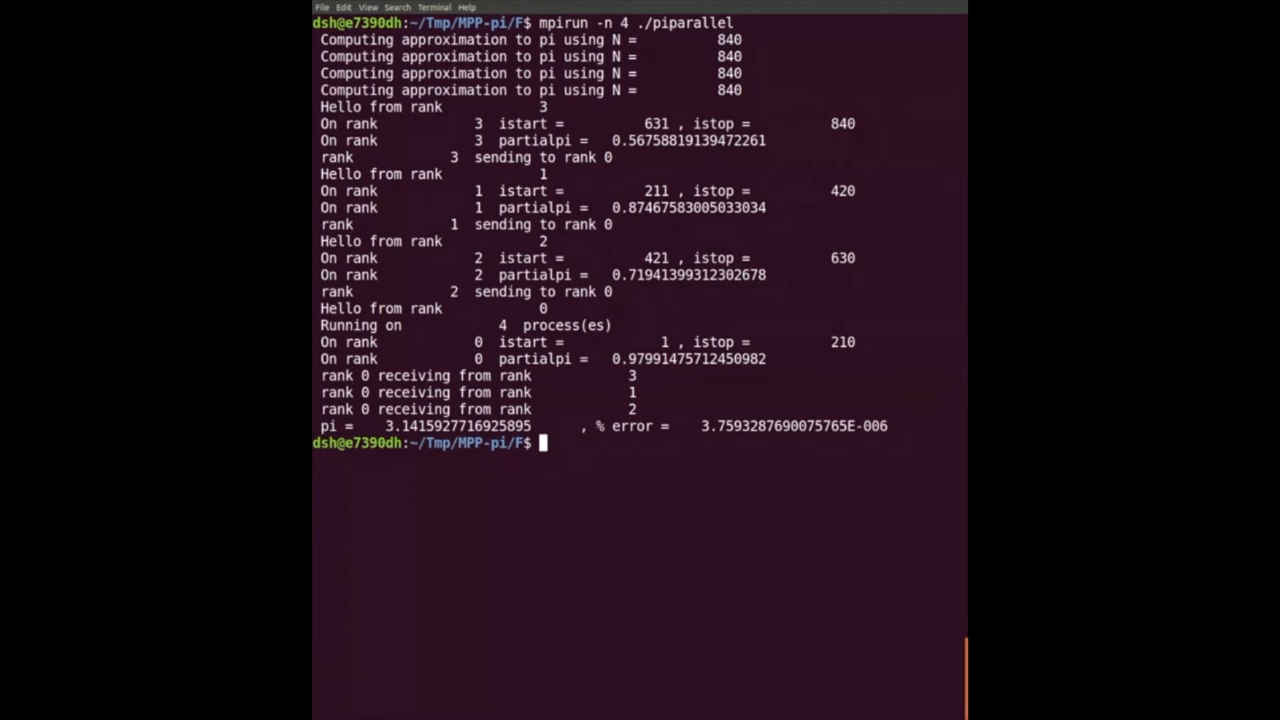 File Edit View Search Terminal Help
dsh@e7390dh:~/Tmp/MPP-pi/F$ mpirun -n 4 ./piparallel
Computing approximation to pi using N = 840
Computing approximation to pi using N = 840
Computing approximation to pi using N = 840
Computing approximation to pi using N = 840
Hello from rank 3
On rank 3 istart = 631 , istop = 840
On rank 3 partialpi = 0.56758819139472261
rank 3 sending to rank 0
Hello from rank 1
On rank 1 istart = 211 , istop = 420
On rank 1 partialpi = 0.87467583005033034
rank 1 sending to rank 0
Hello from rank 2
On rank 2 istart = 421 , istop = 630
On rank 2 partialpi = 0.71941399312302678
rank 2 sending to rank 0
Hello from rank 0
Running on 4 process(es)
On rank 0 istart = 1 , istop = 210
On rank 0 partialpi = 0.97991475712450982
rank 0 receiving from rank 3
rank 0 receiving from rank 1
rank 0 receiving from rank 2
pi = 3.1415927716925895 , % error = 3.7593287690075765E-006
dsh@e7390dh:~/Tmp/MPP-pi/F$